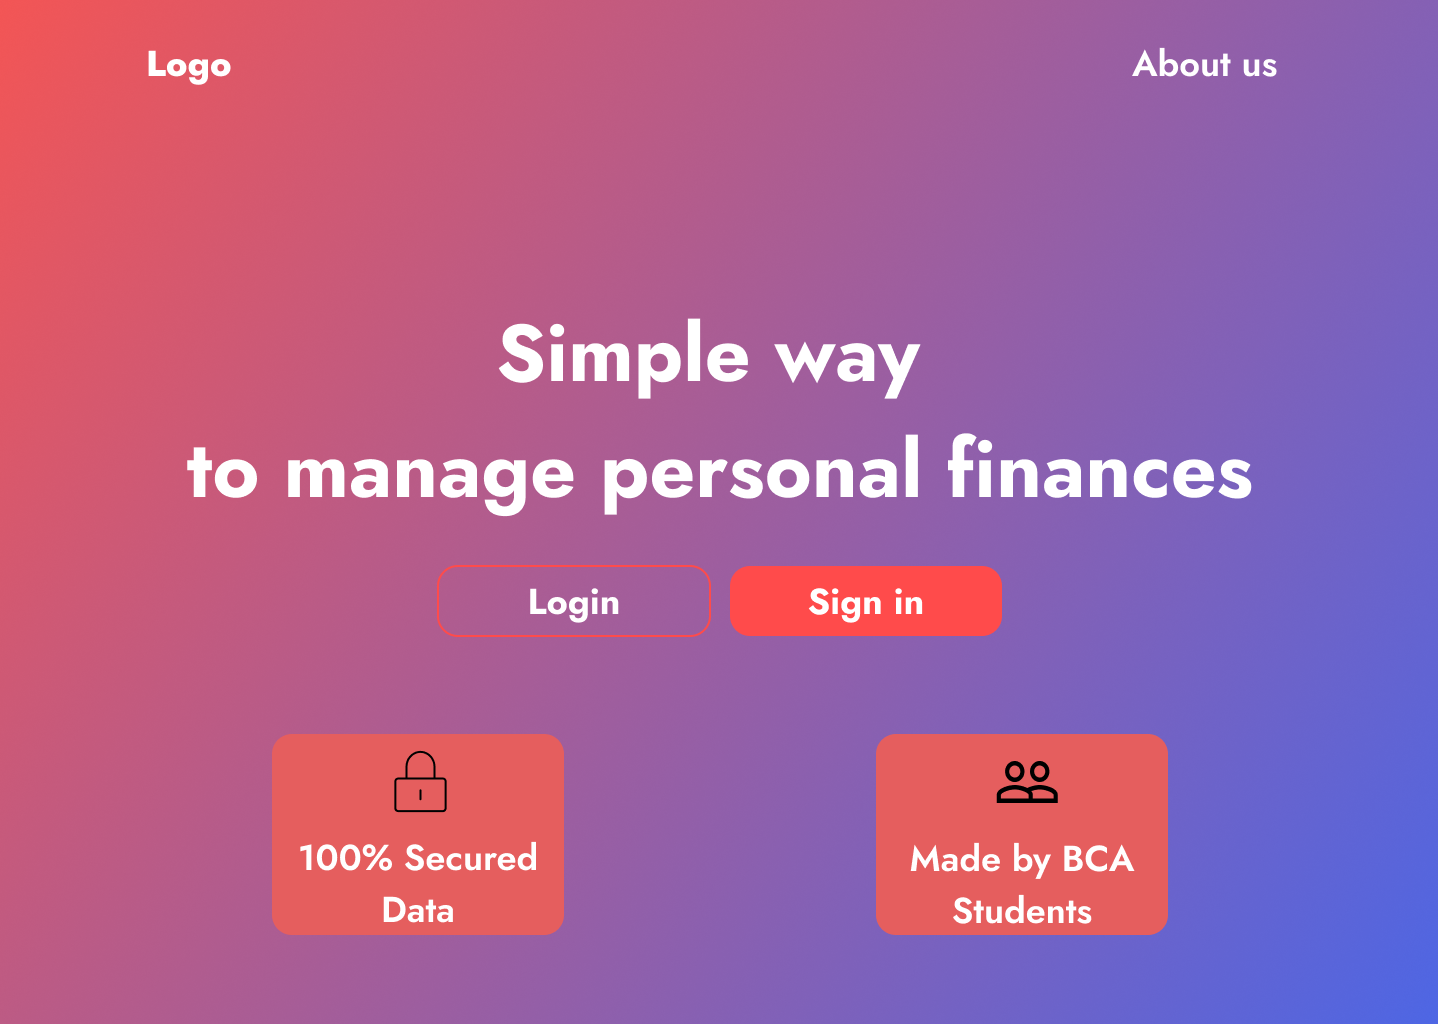 Logo
About us
Simple way
to manage personal finances
Login
Sign in
100% Secured
Data
Made by BCA
Students